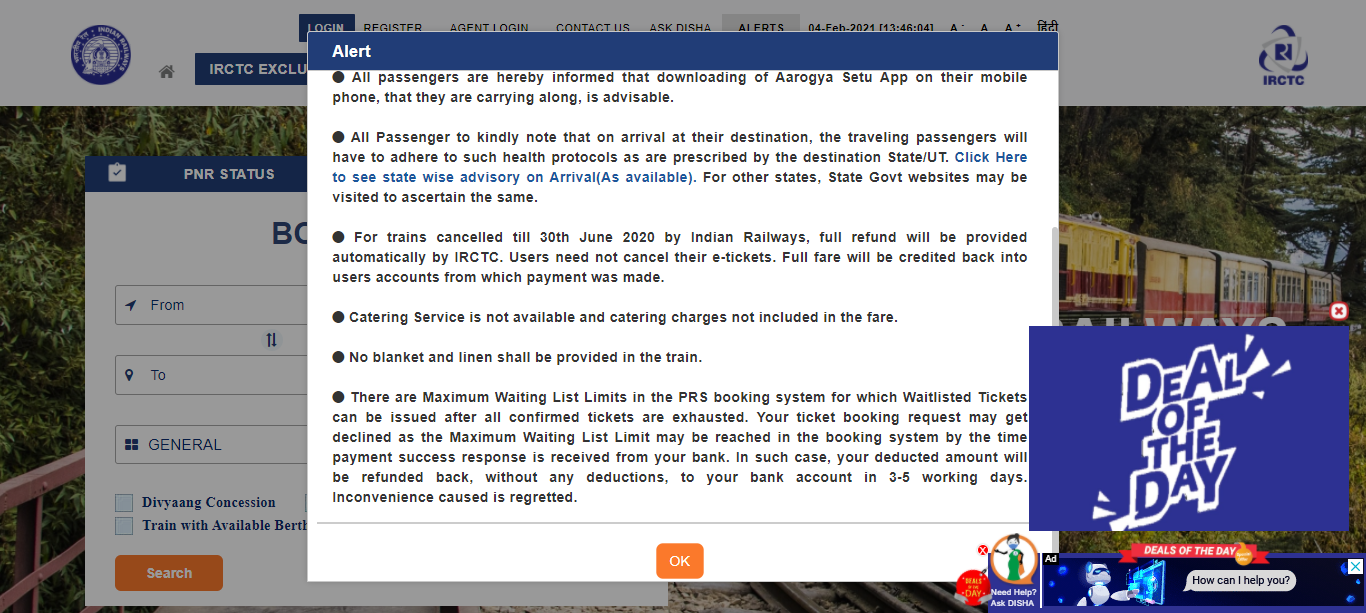 LOGIN REGISTER AGENT LOGIN CONTACT US ASK DISHA ALERTS 04-Feb-2021 [13:46:04] A - A A + हिंदी
IRCTC EXCLU
IRCTC
Alert
● All passengers are hereby informed that downloading of Aarogya Setu App on their mobile
phone, that they are carrying along, is advisable.
● All Passenger to kindly note that on arrival at their destination, the traveling passengers will
have to adhere to such health protocols as are prescribed by the destination State/UT. Click Here
to see state wise advisory on Arrival(As available). For other states, State Govt websites may be
visited to ascertain the same.
● For trains cancelled till 30th June 2020 by Indian Railways, full refund will be provided
automatically by IRCTC. Users need not cancel their e-tickets. Full fare will be credited back into
users accounts from which payment was made.
● Catering Service is not available and catering charges not included in the fare.
● No blanket and linen shall be provided in the train.
● There are Maximum Waiting List Limits in the PRS booking system for which Waitlisted Tickets
can be issued after all confirmed tickets are exhausted. Your ticket booking request may get
declined as the Maximum Waiting List Limit may be reached in the booking system by the time
payment success response is received from your bank. In such case, your deducted amount will
be refunded back, without any deductions, to your bank account in 3-5 working days.
Inconvenience caused is regretted.
OK
PNR STATUS
BO
From
To
GENERAL
Divyaang Concession
Train with Available Berth
Search
DEAL
OF
THE
DAY
DEALS OF THE DAY
Need Help?
Ask DISHA
Ad
DEALS OF THE DAY
How can I help you?